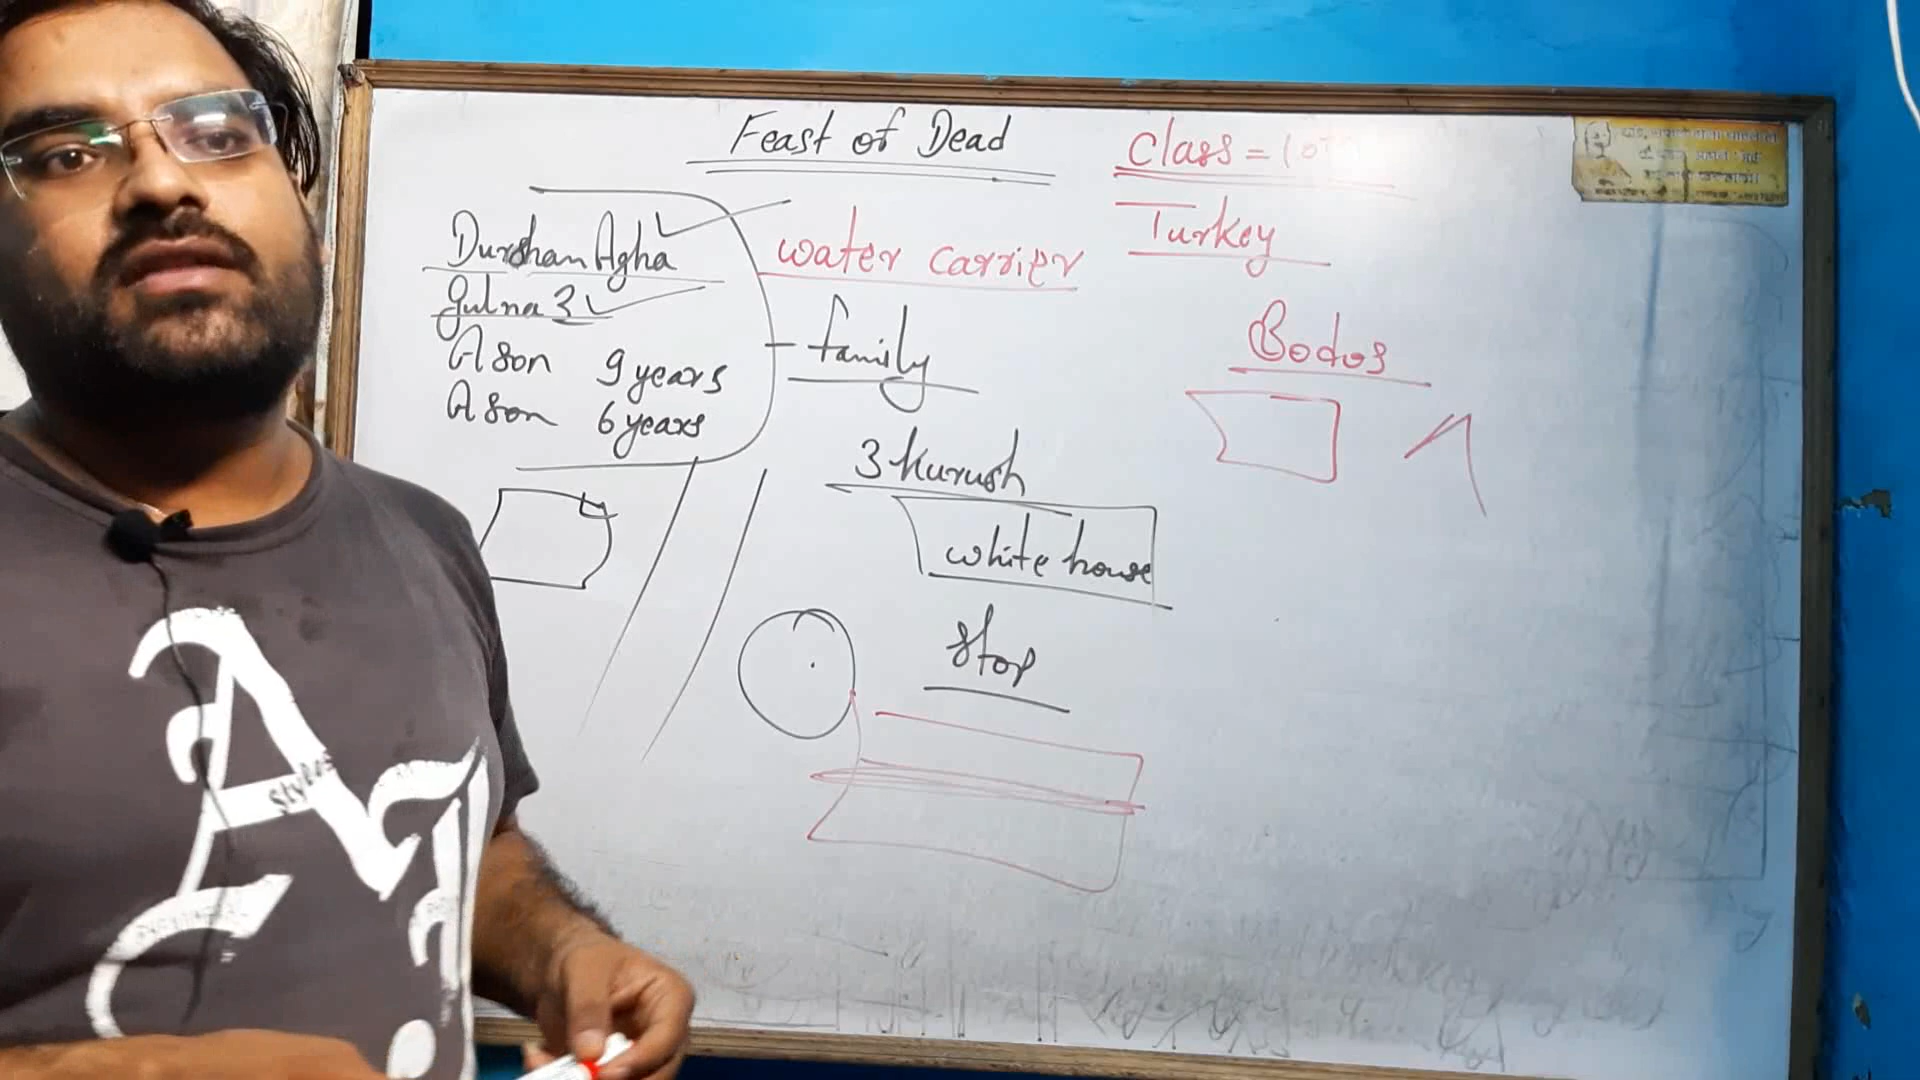 Feast of Dead
Class = 10
Turkey
Durshan Agha
water carrier
Gulnaz
A son 9 years
A son 6 years
family
Bodos
3 Kurush
white house
stop